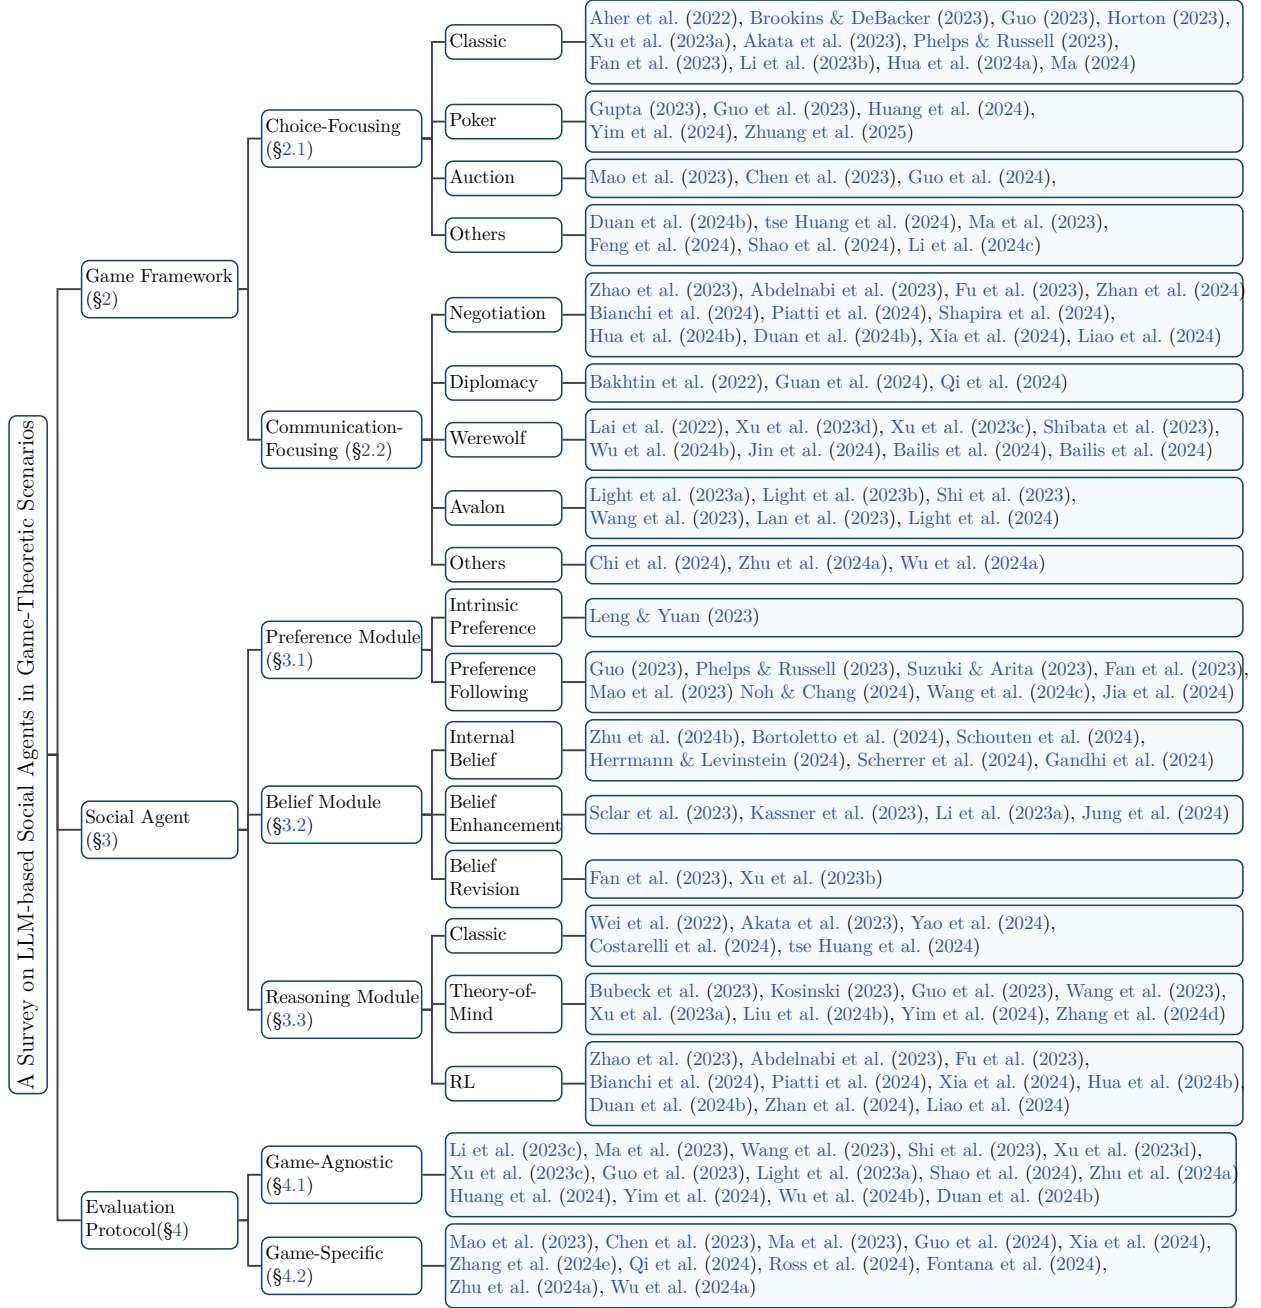 A Survey on LLM-based Social Agents in Game-Theoretic Scenarios
Game Framework
(§2)
Choice-Focusing
(§2.1)
Classic
Aher et al. (2022), Brookins & DeBacker (2023), Guo (2023), Horton (2023),
Xu et al. (2023a), Akata et al. (2023), Phelps & Russell (2023),
Fan et al. (2023), Li et al. (2023b), Hua et al. (2024a), Ma (2024)
Poker
Gupta (2023), Guo et al. (2023), Huang et al. (2024),
Yim et al. (2024), Zhuang et al. (2025)
Auction
Mao et al. (2023), Chen et al. (2023), Guo et al. (2024),
Others
Duan et al. (2024b), tse Huang et al. (2024), Ma et al. (2023),
Feng et al. (2024), Shao et al. (2024), Li et al. (2024c)
Communication-
Focusing (§2.2)
Negotiation
Zhao et al. (2023), Abdelnabi et al. (2023), Fu et al. (2023), Zhan et al. (2024)
Bianchi et al. (2024), Piatti et al. (2024), Shapira et al. (2024),
Hua et al. (2024b), Duan et al. (2024b), Xia et al. (2024), Liao et al. (2024)
Diplomacy
Bakhtin et al. (2022), Guan et al. (2024), Qi et al. (2024)
Werewolf
Lai et al. (2022), Xu et al. (2023d), Xu et al. (2023c), Shibata et al. (2023),
Wu et al. (2024b), Jin et al. (2024), Bailis et al. (2024), Bailis et al. (2024)
Avalon
Light et al. (2023a), Light et al. (2023b), Shi et al. (2023),
Wang et al. (2023), Lan et al. (2023), Light et al. (2024)
Others
Chi et al. (2024), Zhu et al. (2024a), Wu et al. (2024a)
Social Agent
(§3)
Preference Module
(§3.1)
Intrinsic
Preference
Leng & Yuan (2023)
Preference
Following
Guo (2023), Phelps & Russell (2023), Suzuki & Arita (2023), Fan et al. (2023),
Mao et al. (2023) Noh & Chang (2024), Wang et al. (2024c), Jia et al. (2024)
Belief Module
(§3.2)
Internal
Belief
Zhu et al. (2024b), Bortoletto et al. (2024), Schouten et al. (2024),
Herrmann & Levinstein (2024), Scherrer et al. (2024), Gandhi et al. (2024)
Belief
Enhancement
Sclar et al. (2023), Kassner et al. (2023), Li et al. (2023a), Jung et al. (2024)
Belief
Revision
Fan et al. (2023), Xu et al. (2023b)
Reasoning Module
(§3.3)
Classic
Wei et al. (2022), Akata et al. (2023), Yao et al. (2024),
Costarelli et al. (2024), tse Huang et al. (2024)
Theory-of-
Mind
Bubeck et al. (2023), Kosinski (2023), Guo et al. (2023), Wang et al. (2023),
Xu et al. (2023a), Liu et al. (2024b), Yim et al. (2024), Zhang et al. (2024d)
RL
Zhao et al. (2023), Abdelnabi et al. (2023), Fu et al. (2023),
Bianchi et al. (2024), Piatti et al. (2024), Xia et al. (2024), Hua et al. (2024b),
Duan et al. (2024b), Zhan et al. (2024), Liao et al. (2024)
Evaluation
Protocol(§4)
Game-Agnostic
(§4.1)
Li et al. (2023c), Ma et al. (2023), Wang et al. (2023), Shi et al. (2023), Xu et al. (2023d),
Xu et al. (2023c), Guo et al. (2023), Light et al. (2023a), Shao et al. (2024), Zhu et al. (2024a)
Huang et al. (2024), Yim et al. (2024), Wu et al. (2024b), Duan et al. (2024b)
Game-Specific
(§4.2)
Mao et al. (2023), Chen et al. (2023), Ma et al. (2023), Guo et al. (2024), Xia et al. (2024),
Zhang et al. (2024e), Qi et al. (2024), Ross et al. (2024), Fontana et al. (2024),
Zhu et al. (2024a), Wu et al. (2024a)